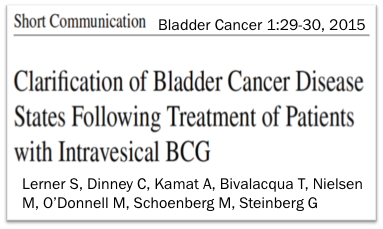 Short Communication Bladder Cancer 1:29-30, 2015
Clarification of Bladder Cancer Disease
States Following Treatment of Patients
with Intravesical BCG
Lerner S, Dinney C, Kamat A, Bivalacqua T, Nielsen
M, O’Donnell M, Schoenberg M, Steinberg G